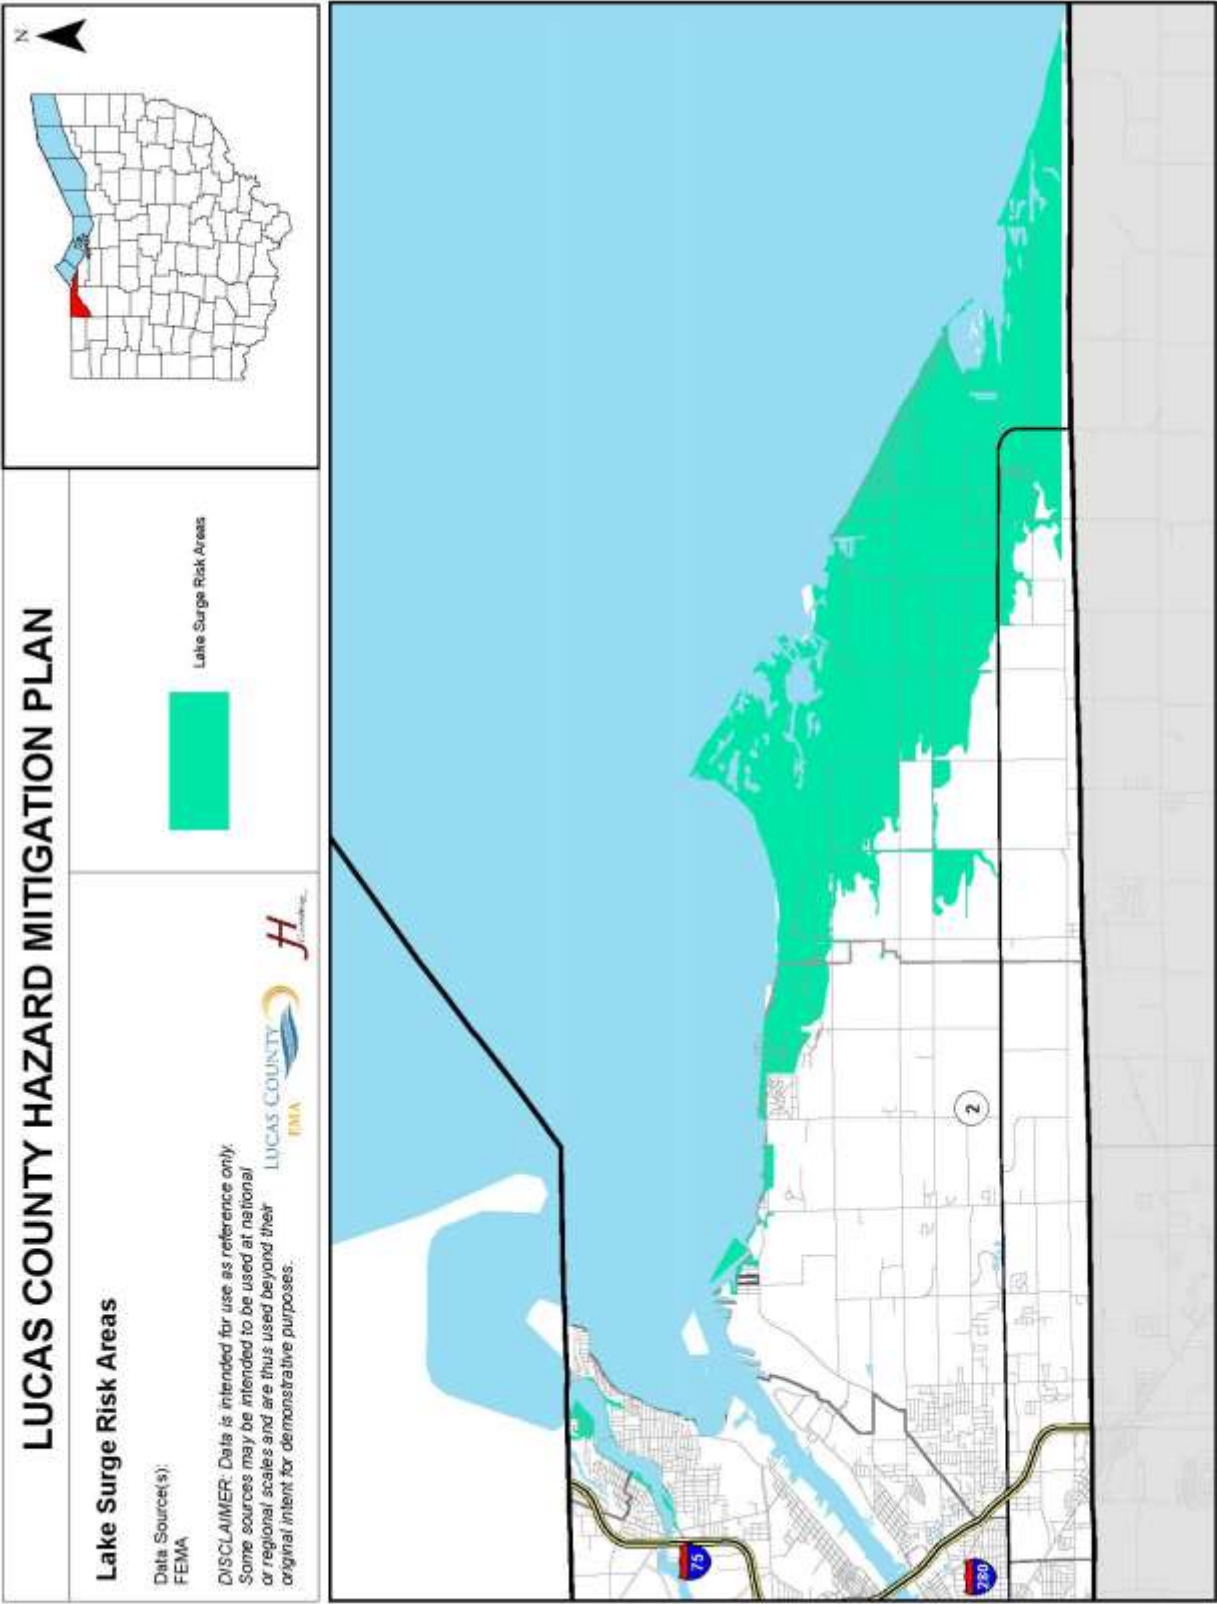 LUCAS COUNTY HAZARD MITIGATION PLAN
Lake Surge Risk Areas
Data Source(s):
FEMA
DISCLAIMER: Data is intended for use as reference only.
Some sources may be intended to be used at national
or regional scales and are thus used beyond their
original intent for demonstrative purposes.
LUCAS COUNTY
EMA
H
Lake Surge Risk Areas
N
75
280
2